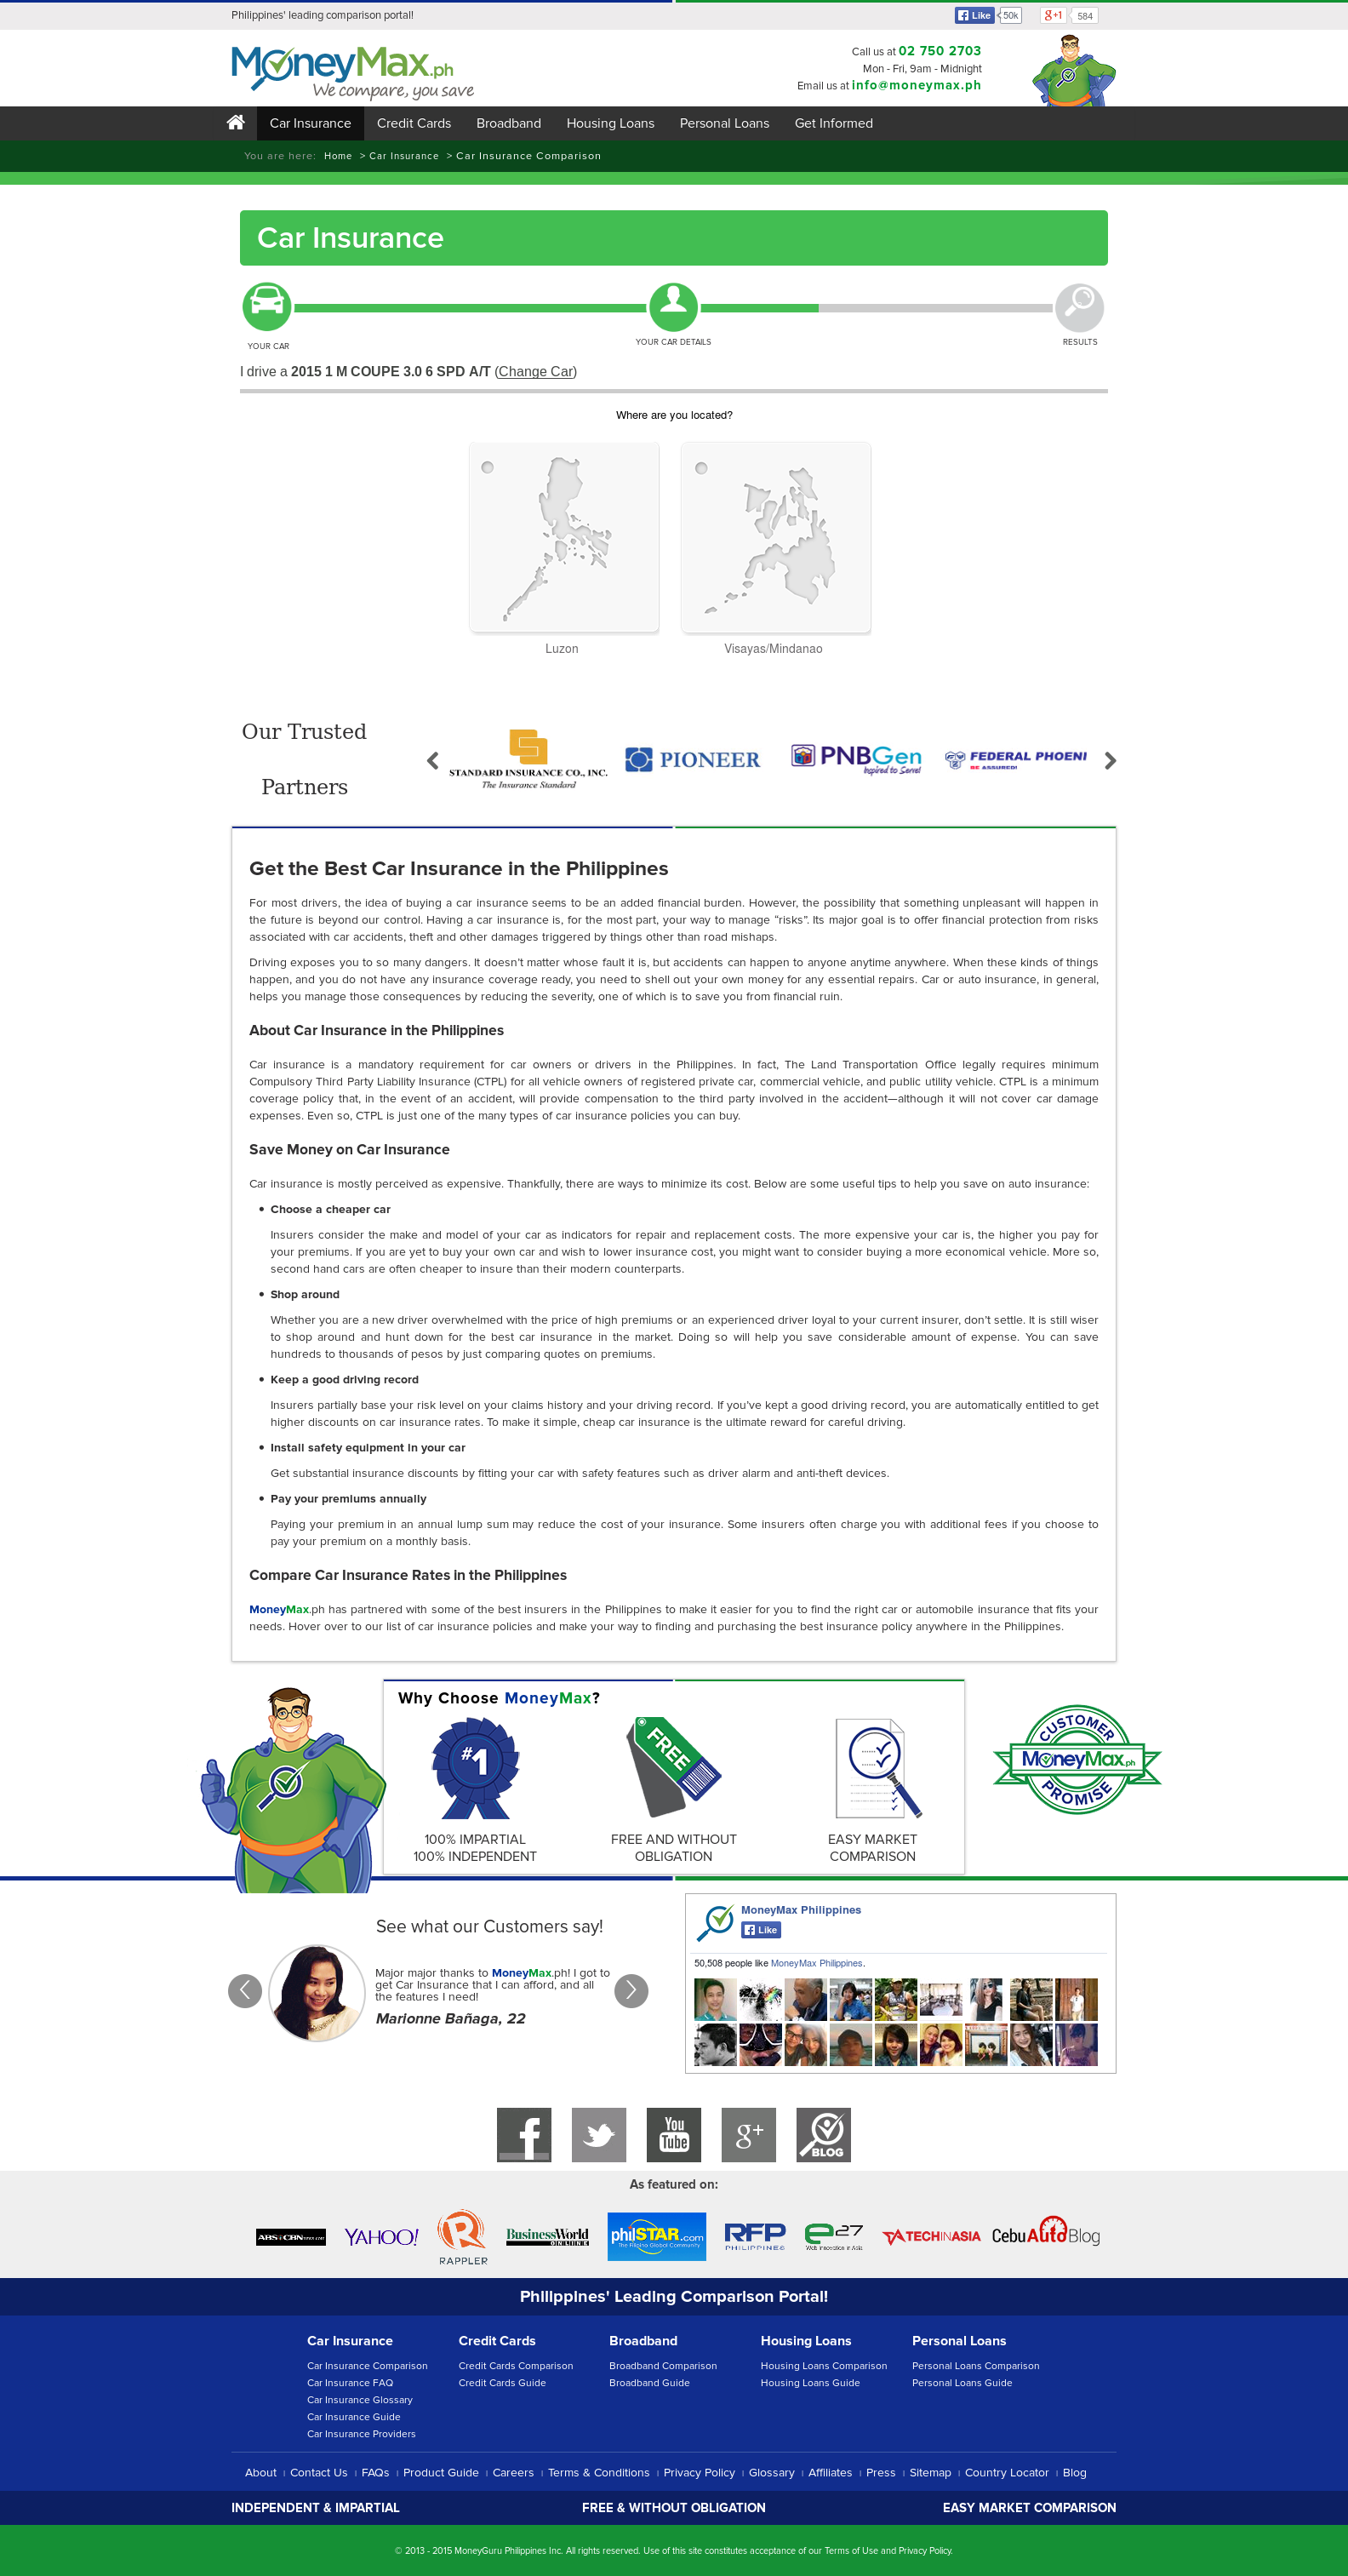 Philippines' leading comparison portal!
Like 50k +1 584
MoneyMax.ph
We compare, you save
Call us at 02 750 2703
Mon - Fri, 9am - Midnight
Email us at info@moneymax.ph
Car Insurance Credit Cards Broadband Housing Loans Personal Loans Get Informed
You are here: Home > Car Insurance > Car Insurance Comparison
Car Insurance
YOUR CAR YOUR CAR DETAILS RESULTS
I drive a 2015 1 M COUPE 3.0 6 SPD A/T (Change Car)
Where are you located?
Luzon Visayas/Mindanao
Our Trusted
Partners
STANDARD INSURANCE CO., INC.
The Insurance Standard
PIONEER
PNBGen
Inspired to Serve!
FEDERAL PHOENI
BE ASSURED!
Get the Best Car Insurance in the Philippines
For most drivers, the idea of buying a car insurance seems to be an added financial burden. However, the possibility that something unpleasant will happen in
the future is beyond our control. Having a car insurance is, for the most part, your way to manage “risks”. Its major goal is to offer financial protection from risks
associated with car accidents, theft and other damages triggered by things other than road mishaps.
Driving exposes you to so many dangers. It doesn’t matter whose fault it is, but accidents can happen to anyone anytime anywhere. When these kinds of things
happen, and you do not have any insurance coverage ready, you need to shell out your own money for any essential repairs. Car or auto insurance, in general,
helps you manage those consequences by reducing the severity, one of which is to save you from financial ruin.
About Car Insurance in the Philippines
Car insurance is a mandatory requirement for car owners or drivers in the Philippines. In fact, The Land Transportation Office legally requires minimum
Compulsory Third Party Liability Insurance (CTPL) for all vehicle owners of registered private car, commercial vehicle, and public utility vehicle. CTPL is a minimum
coverage policy that, in the event of an accident, will provide compensation to the third party involved in the accident—although it will not cover car damage
expenses. Even so, CTPL is just one of the many types of car insurance policies you can buy.
Save Money on Car Insurance
Car insurance is mostly perceived as expensive. Thankfully, there are ways to minimize its cost. Below are some useful tips to help you save on auto insurance:
• Choose a cheaper car
Insurers consider the make and model of your car as indicators for repair and replacement costs. The more expensive your car is, the higher you pay for
your premiums. If you are yet to buy your own car and wish to lower insurance cost, you might want to consider buying a more economical vehicle. More so,
second hand cars are often cheaper to insure than their modern counterparts.
• Shop around
Whether you are a new driver overwhelmed with the price of high premiums or an experienced driver loyal to your current insurer, don’t settle. It is still wiser
to shop around and hunt down for the best car insurance in the market. Doing so will help you save considerable amount of expense. You can save
hundreds to thousands of pesos by just comparing quotes on premiums.
• Keep a good driving record
Insurers partially base your risk level on your claims history and your driving record. If you’ve kept a good driving record, you are automatically entitled to get
higher discounts on car insurance rates. To make it simple, cheap car insurance is the ultimate reward for careful driving.
• Install safety equipment in your car
Get substantial insurance discounts by fitting your car with safety features such as driver alarm and anti-theft devices.
• Pay your premiums annually
Paying your premium in an annual lump sum may reduce the cost of your insurance. Some insurers often charge you with additional fees if you choose to
pay your premium on a monthly basis.
Compare Car Insurance Rates in the Philippines
MoneyMax.ph has partnered with some of the best insurers in the Philippines to make it easier for you to find the right car or automobile insurance that fits your
needs. Hover over to our list of car insurance policies and make your way to finding and purchasing the best insurance policy anywhere in the Philippines.
Why Choose MoneyMax?
#1
FREE
100% IMPARTIAL
100% INDEPENDENT
FREE AND WITHOUT
OBLIGATION
EASY MARKET
COMPARISON
CUSTOMER
MoneyMax.ph
PROMISE
See what our Customers say!
Major major thanks to MoneyMax.ph! I got to
get Car Insurance that I can afford, and all
the features I need!
Marionne Bañaga, 22
MoneyMax Philippines
Like
50,508 people like MoneyMax Philippines.
f
You
Tube
g+
BLOG
As featured on:
ABS-CBNnews.com
YAHOO!
RAPPLER
BusinessWorld
ONLINE
philSTAR.com
The Filipino Global Community
RFP
PHILIPPINES
e27
Web Innovation in Asia
TECHINASIA
CebuAutoBlog
Philippines' Leading Comparison Portal!
Car Insurance Credit Cards Broadband Housing Loans Personal Loans
Car Insurance Comparison Credit Cards Comparison Broadband Comparison Housing Loans Comparison Personal Loans Comparison
Car Insurance FAQ Credit Cards Guide Broadband Guide Housing Loans Guide Personal Loans Guide
Car Insurance Glossary
Car Insurance Guide
Car Insurance Providers
About | Contact Us | FAQs | Product Guide | Careers | Terms & Conditions | Privacy Policy | Glossary | Affiliates | Press | Sitemap | Country Locator | Blog
INDEPENDENT & IMPARTIAL FREE & WITHOUT OBLIGATION EASY MARKET COMPARISON
© 2013 - 2015 MoneyGuru Philippines Inc. All rights reserved. Use of this site constitutes acceptance of our Terms of Use and Privacy Policy.